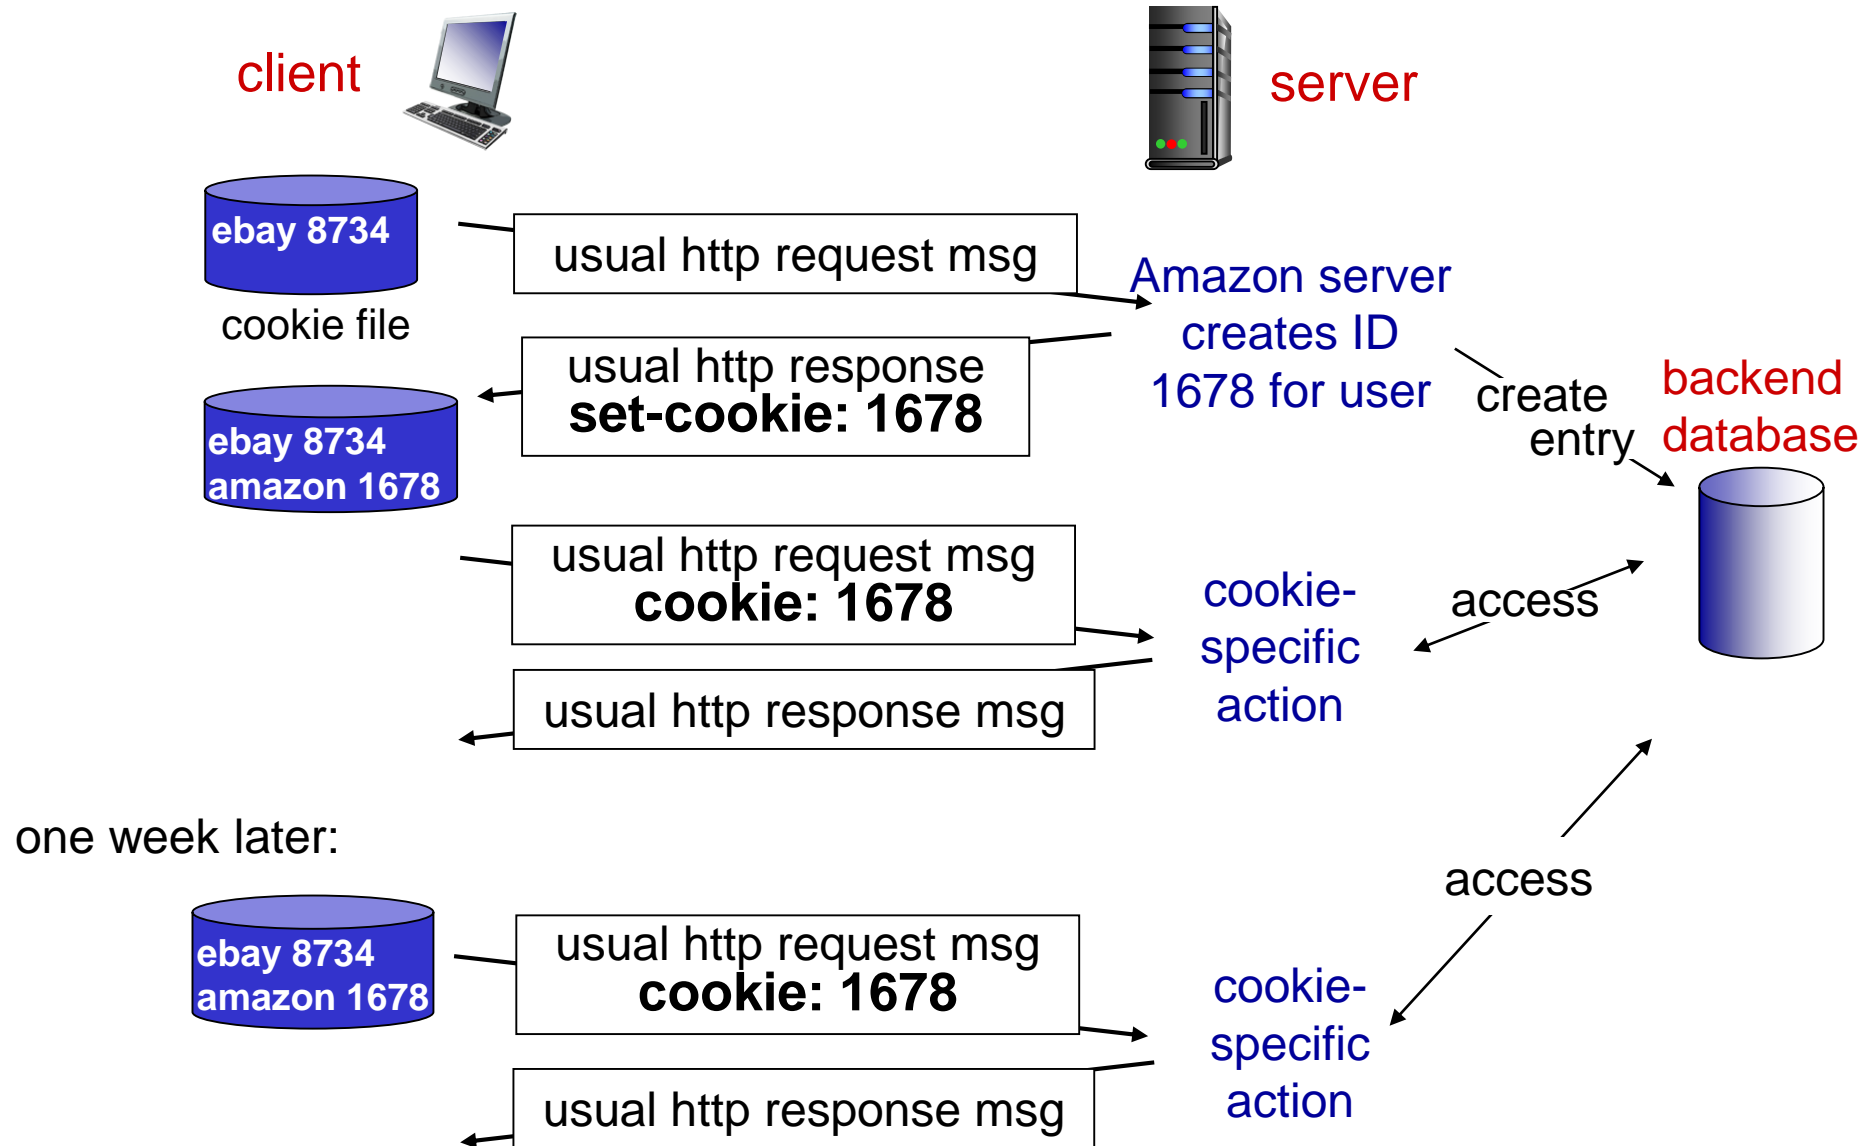 client
server
ebay 8734
cookie file
usual http request msg
Amazon server
creates ID
1678 for user
usual http response
set-cookie: 1678
create
entry
backend
database
ebay 8734
amazon 1678
usual http request msg
cookie: 1678
cookie-
specific
action
access
usual http response msg
one week later:
access
ebay 8734
amazon 1678
usual http request msg
cookie: 1678
cookie-
specific
action
usual http response msg